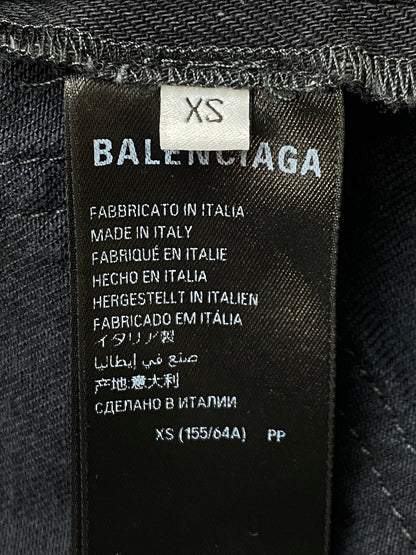 XS
BALENCIAGA
FABBRICATO IN ITALIA
MADE IN ITALY
FABRIQUÉ EN ITALIE
HECHO EN ITALIA
HERGESTELLT IN ITALIEN
FABRICADO EM ITÁLIA
イタリア製
صنع في إيطاليا
产地:意大利
СДЕЛАНО В ИТАЛИИ
XS (155/64A) PP